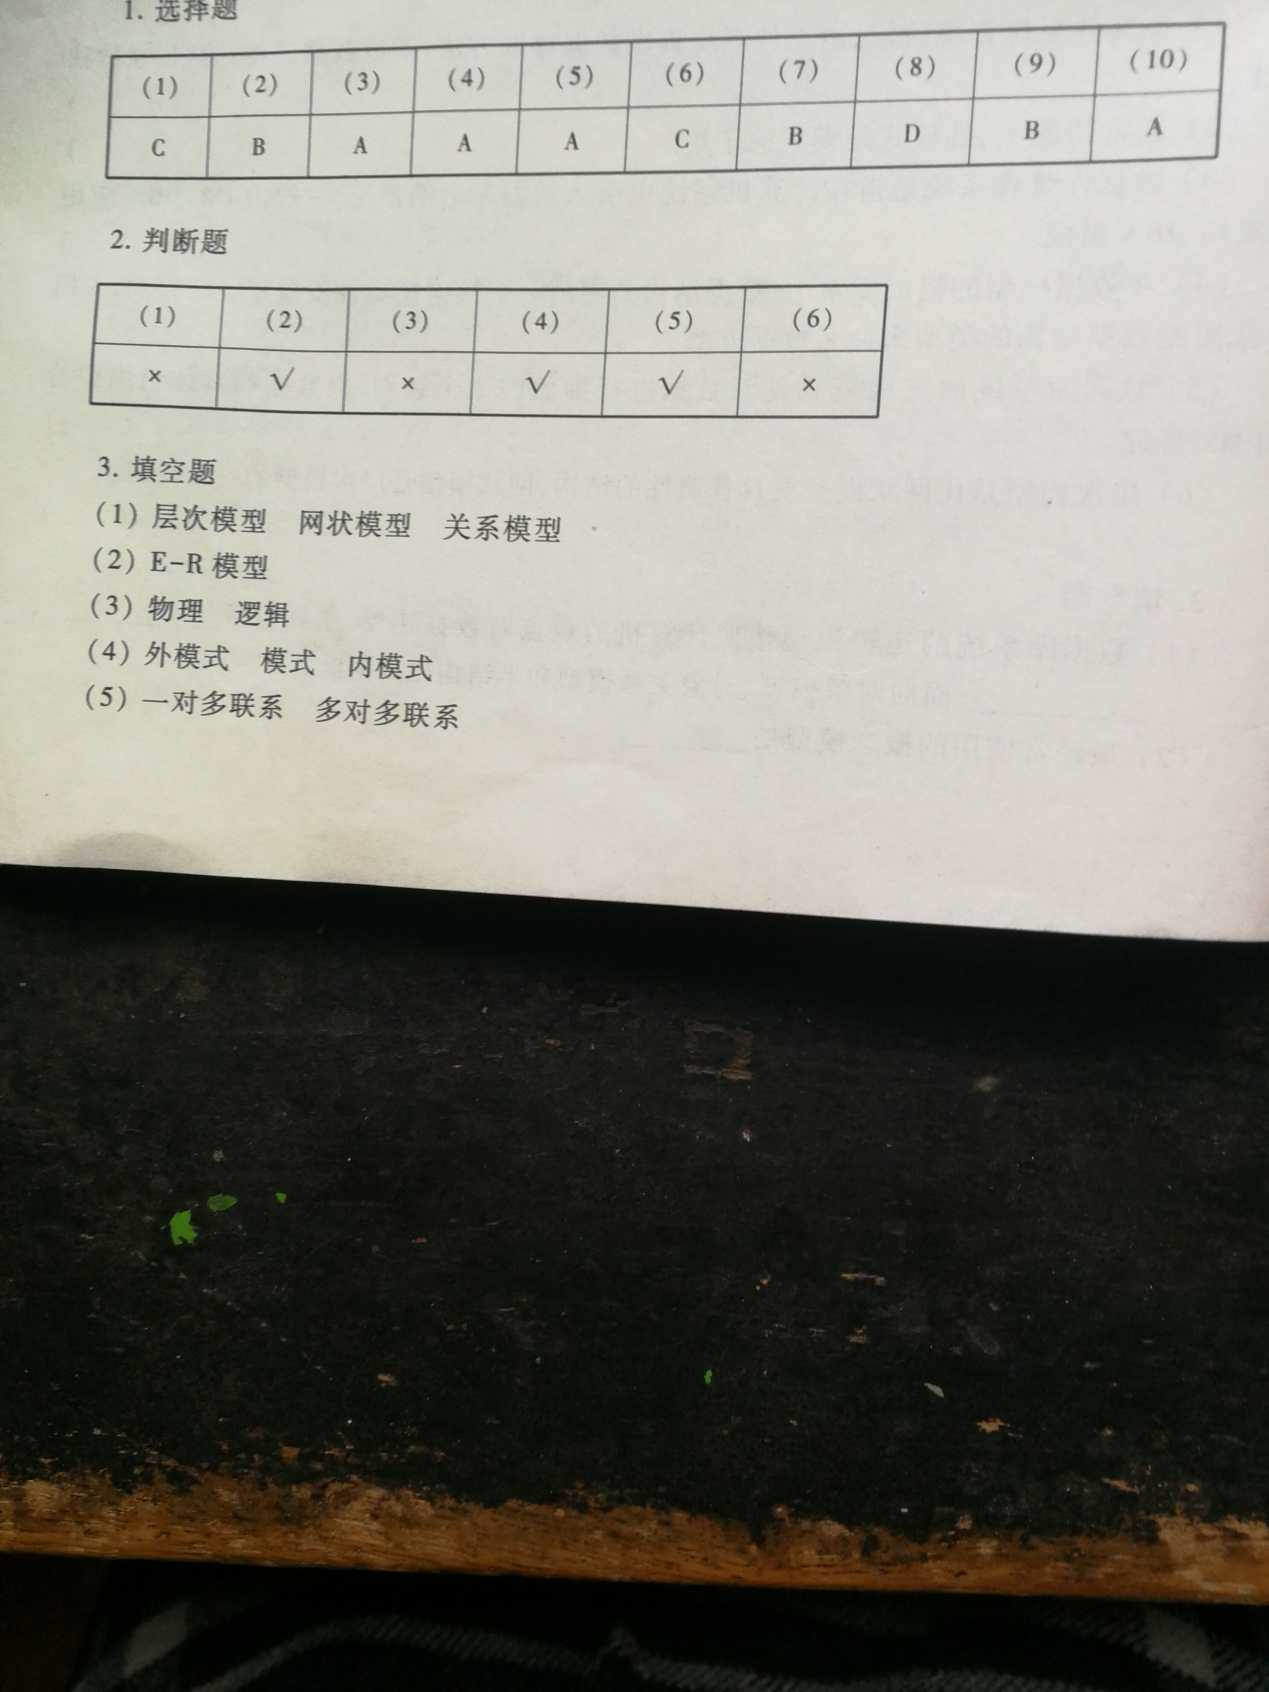 1. 选择题
(1) (2) (3) (4) (5) (6) (7) (8) (9) (10)
C B A A A C B D B A
2. 判断题
(1) (2) (3) (4) (5) (6)
× √ × √ √ ×
3. 填空题
(1) 层次模型 网状模型 关系模型
(2) E-R 模型
(3) 物理 逻辑
(4) 外模式 模式 内模式
(5) 一对多联系 多对多联系